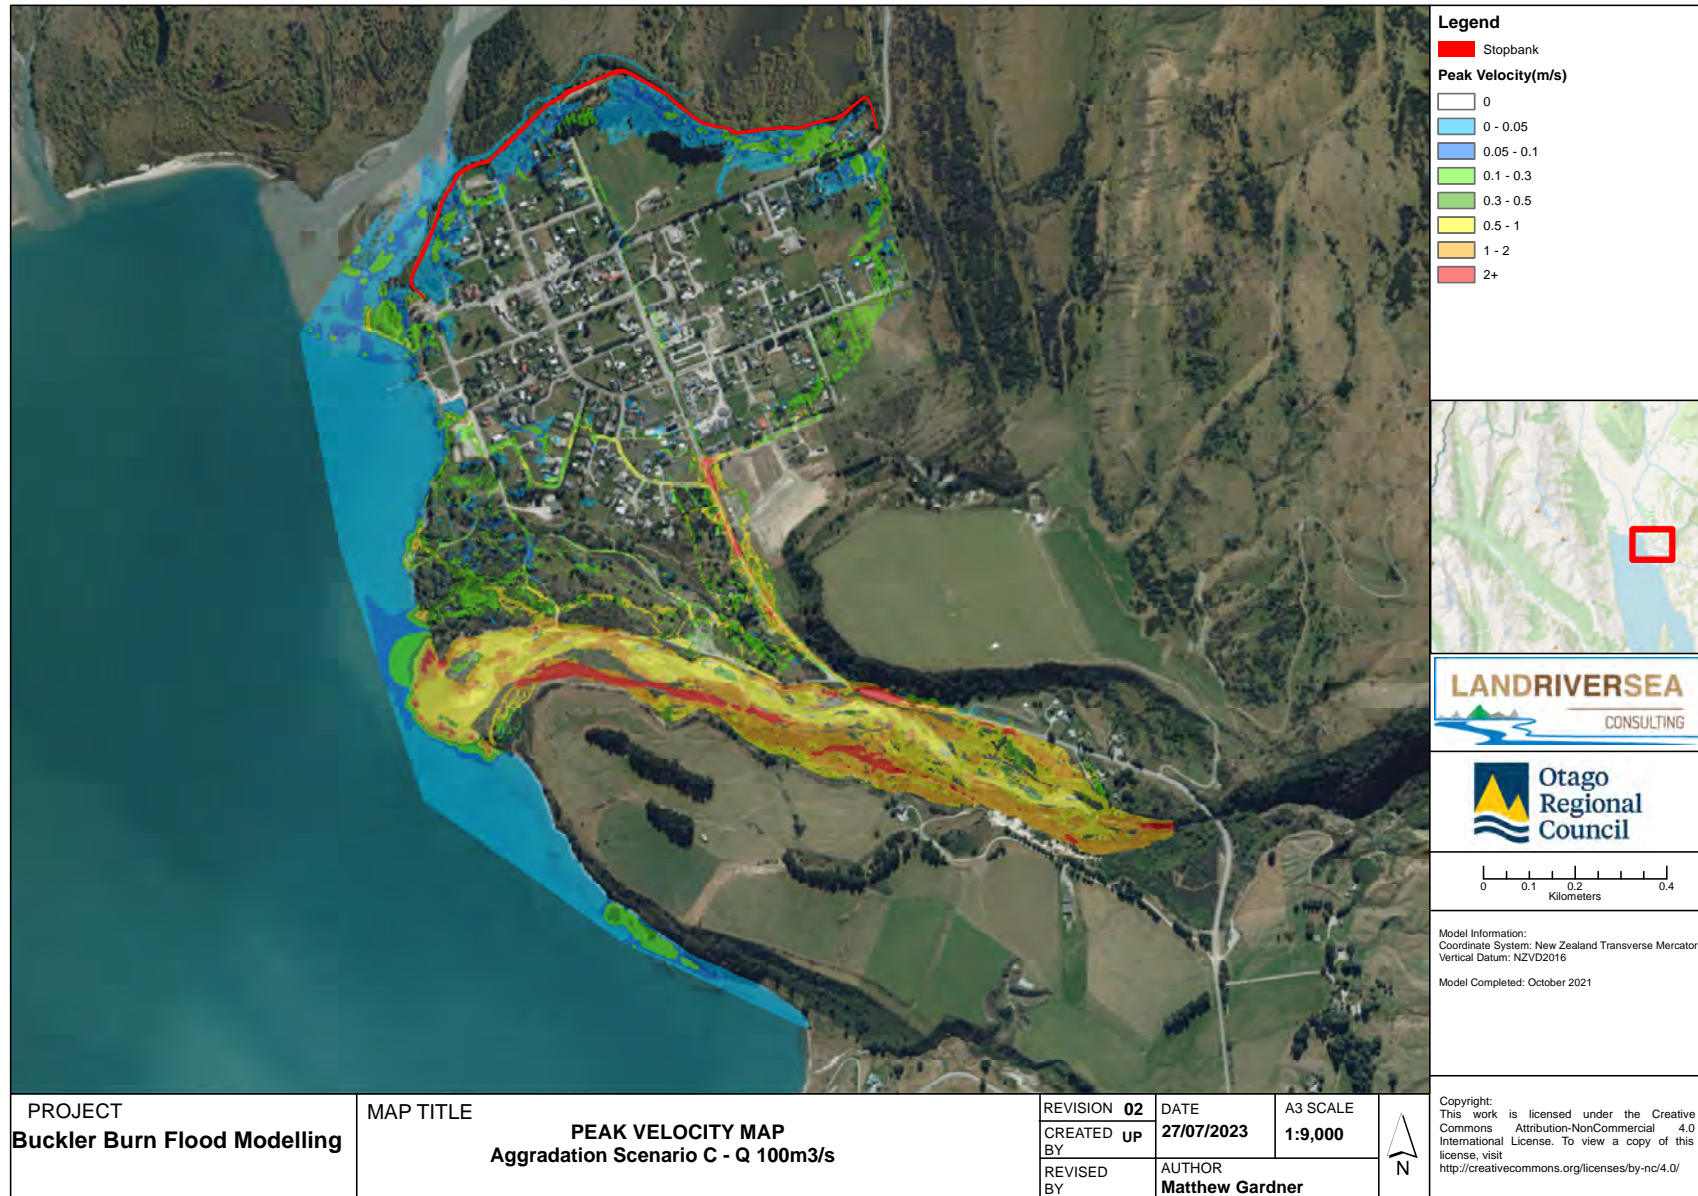 Legend
Stopbank
Peak Velocity(m/s)
0
0 - 0.05
0.05 - 0.1
0.1 - 0.3
0.3 - 0.5
0.5 - 1
1 - 2
2+
LANDRIVERSEA
CONSULTING
Otago
Regional
Council
0 0.1 0.2 0.4
Kilometers
Model Information:
Coordinate System: New Zealand Transverse Mercator
Vertical Datum: NZVD2016
Model Completed: October 2021
Copyright:
This work is licensed under the Creative
Commons Attribution-NonCommercial 4.0
International License. To view a copy of this
license, visit
http://creativecommons.org/licenses/by-nc/4.0/
PROJECT
Buckler Burn Flood Modelling
MAP TITLE
PEAK VELOCITY MAP
Aggradation Scenario C - Q 100m3/s
REVISION 02
CREATED BY UP
REVISED BY
DATE
27/07/2023
A3 SCALE
1:9,000
AUTHOR
Matthew Gardner
N